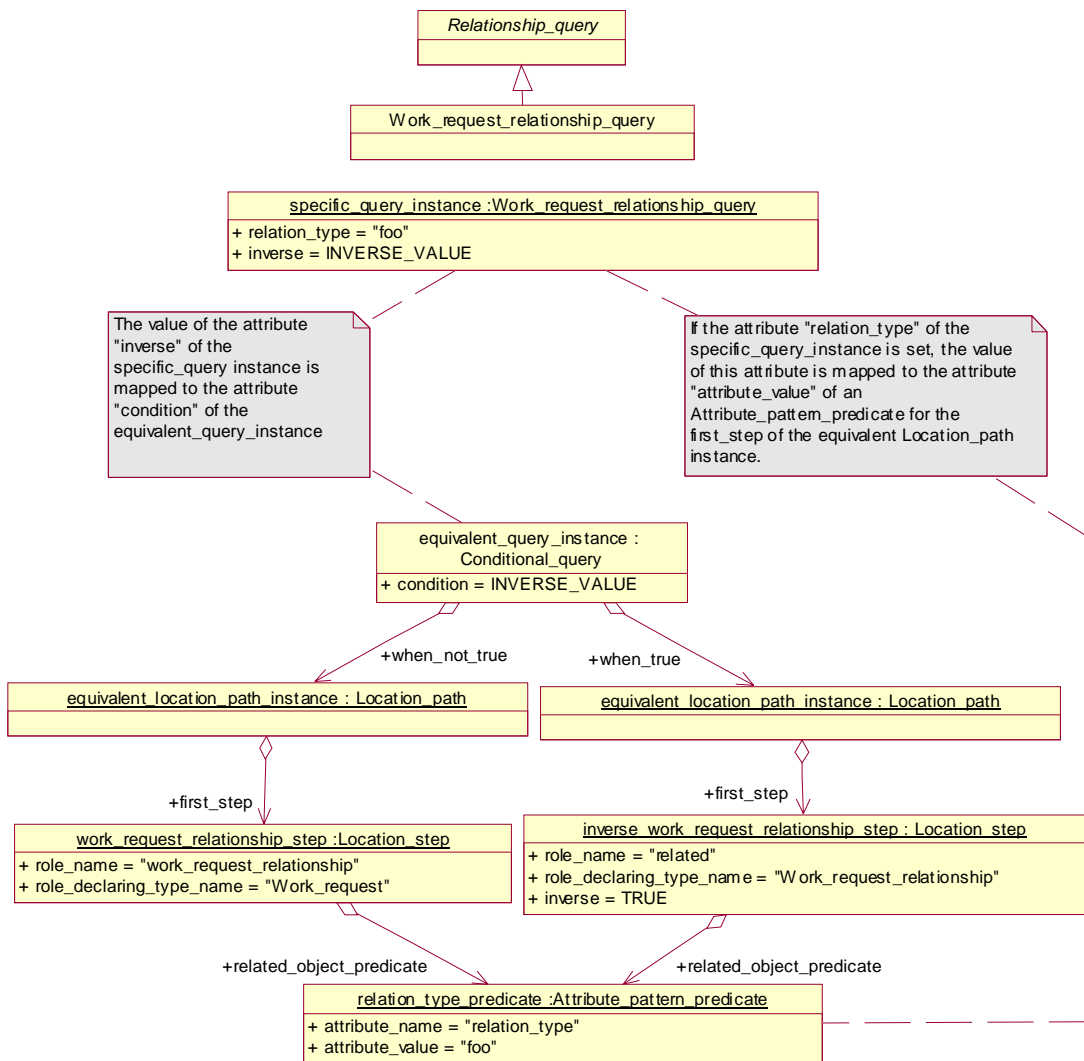 Relationship_query
Work_request_relationship_query
specific_query_instance :Work_request_relationship_query
+ relation_type = "foo"
+ inverse = INVERSE_VALUE
The value of the attribute
"inverse" of the
specific_query instance is
mapped to the attribute
"condition" of the
equivalent_query_instance
If the attribute "relation_type" of the
specific_query_instance is set, the value
of this attribute is mapped to the attribute
"attribute_value" of an
Attribute_pattern_predicate for the
first_step of the equivalent Location_path
instance.
equivalent_query_instance :
Conditional_query
+ condition = INVERSE_VALUE
+when_not_true
+when_true
equivalent_location_path_instance : Location_path
equivalent_location_path_instance : Location_path
+first_step
+first_step
work_request_relationship_step :Location_step
+ role_name = "work_request_relationship"
+ role_declaring_type_name = "Work_request"
inverse_work_request_relationship_step : Location_step
+ role_name = "related"
+ role_declaring_type_name = "Work_request_relationship"
+ inverse = TRUE
+related_object_predicate
+related_object_predicate
relation_type_predicate :Attribute_pattern_predicate
+ attribute_name = "relation_type"
+ attribute_value = "foo"